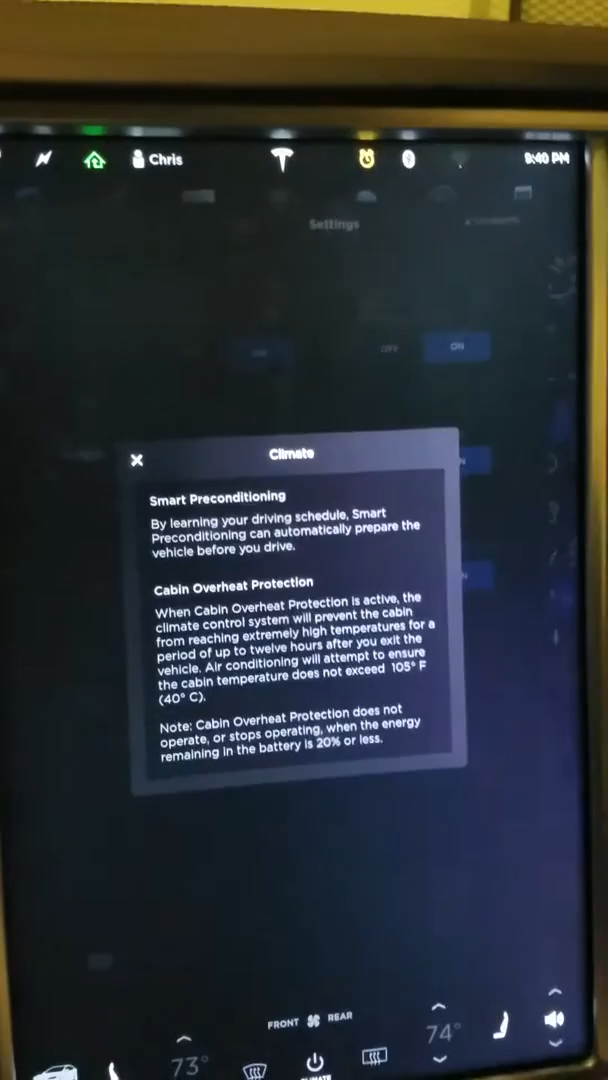 Chris
8:40 PM
Settings
OFF
ON
Climate
Smart Preconditioning
By learning your driving schedule, Smart
Preconditioning can automatically prepare the
vehicle before you drive.
Cabin Overheat Protection
When Cabin Overheat Protection is active, the
climate control system will prevent the cabin
from reaching extremely high temperatures for a
period of up to twelve hours after you exit the
vehicle. Air conditioning will attempt to ensure
the cabin temperature does not exceed 105° F
(40° C).
Note: Cabin Overheat Protection does not
operate, or stops operating, when the energy
remaining in the battery is 20% or less.
FRONT REAR
73°
74°
CLIMATE